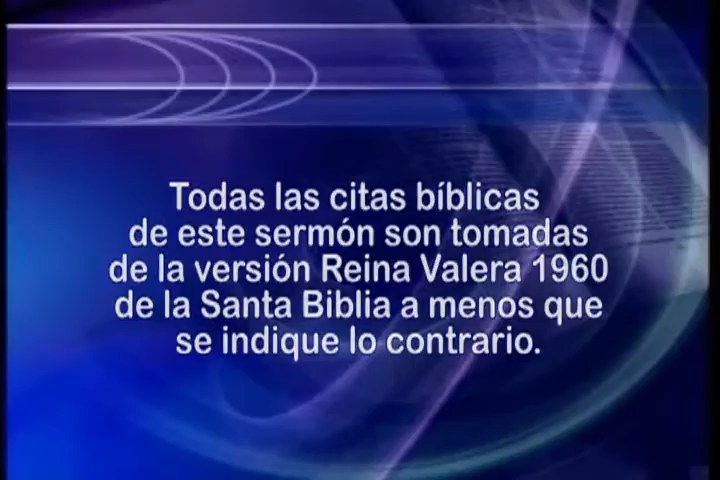 Todas las citas bíblicas
de este sermón son tomadas
de la versión Reina Valera 1960
de la Santa Biblia a menos que
se indique lo contrario.